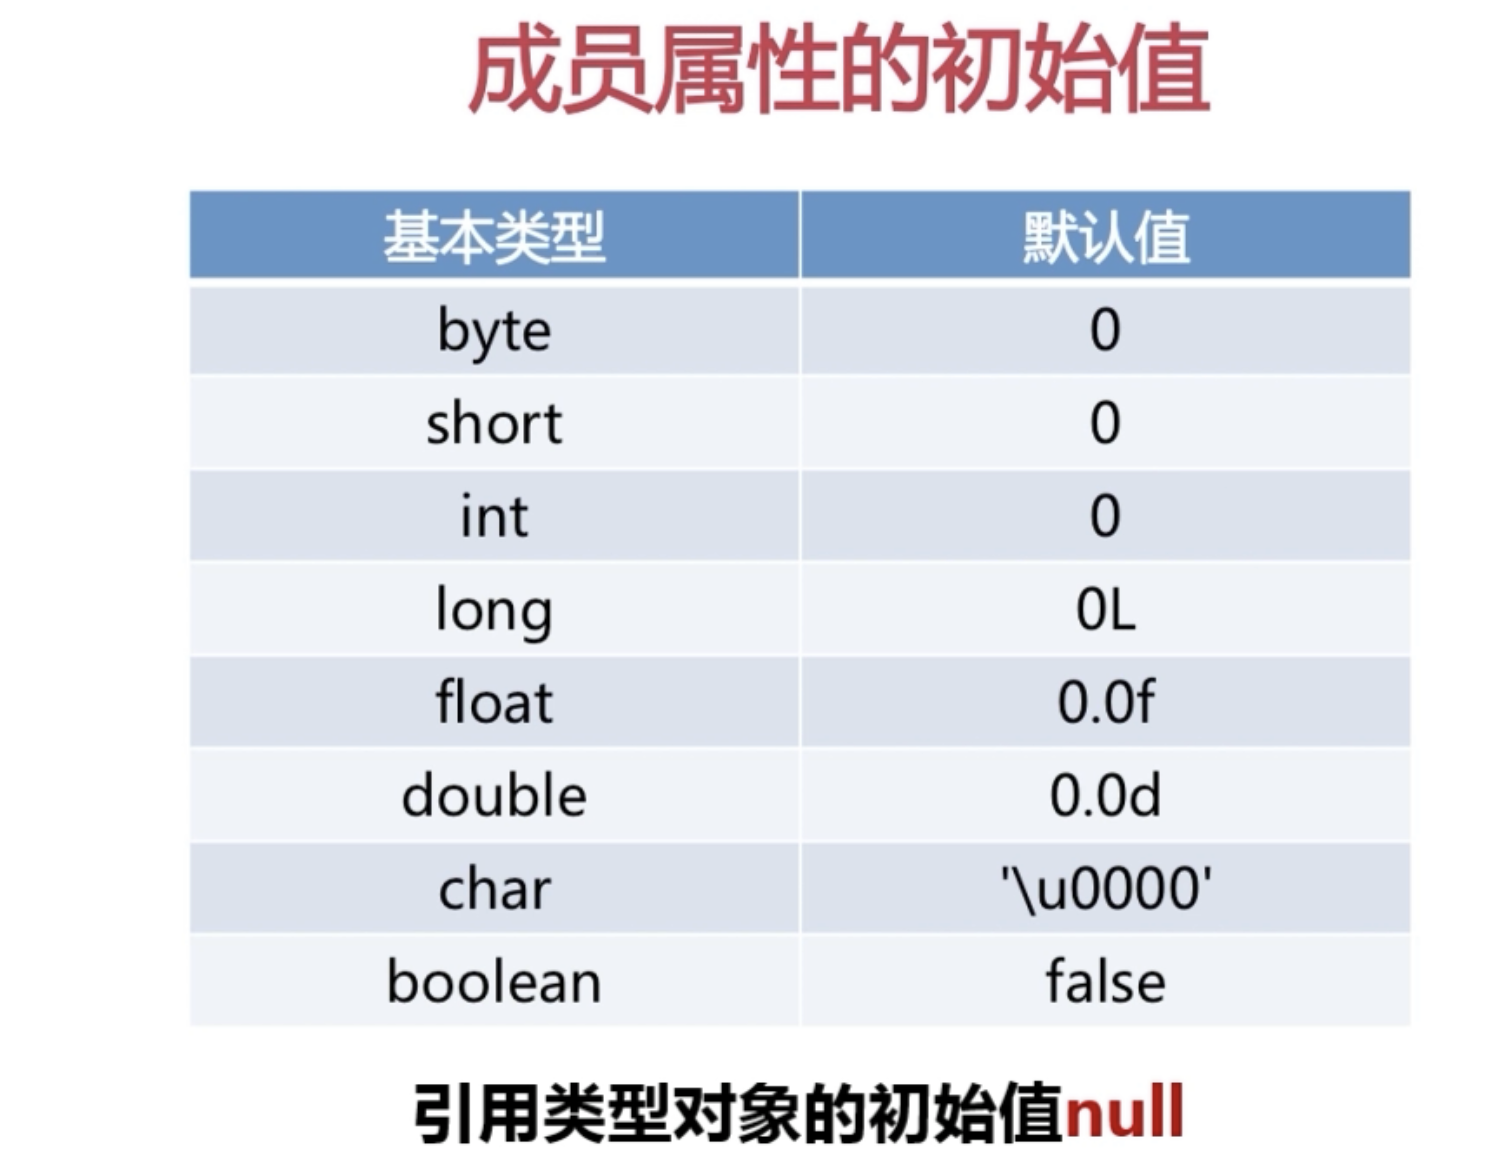 成员属性的初始值
基本类型 默认值
byte 0
short 0
int 0
long 0L
float 0.0f
double 0.0d
char '\u0000'
boolean false
引用类型对象的初始值null